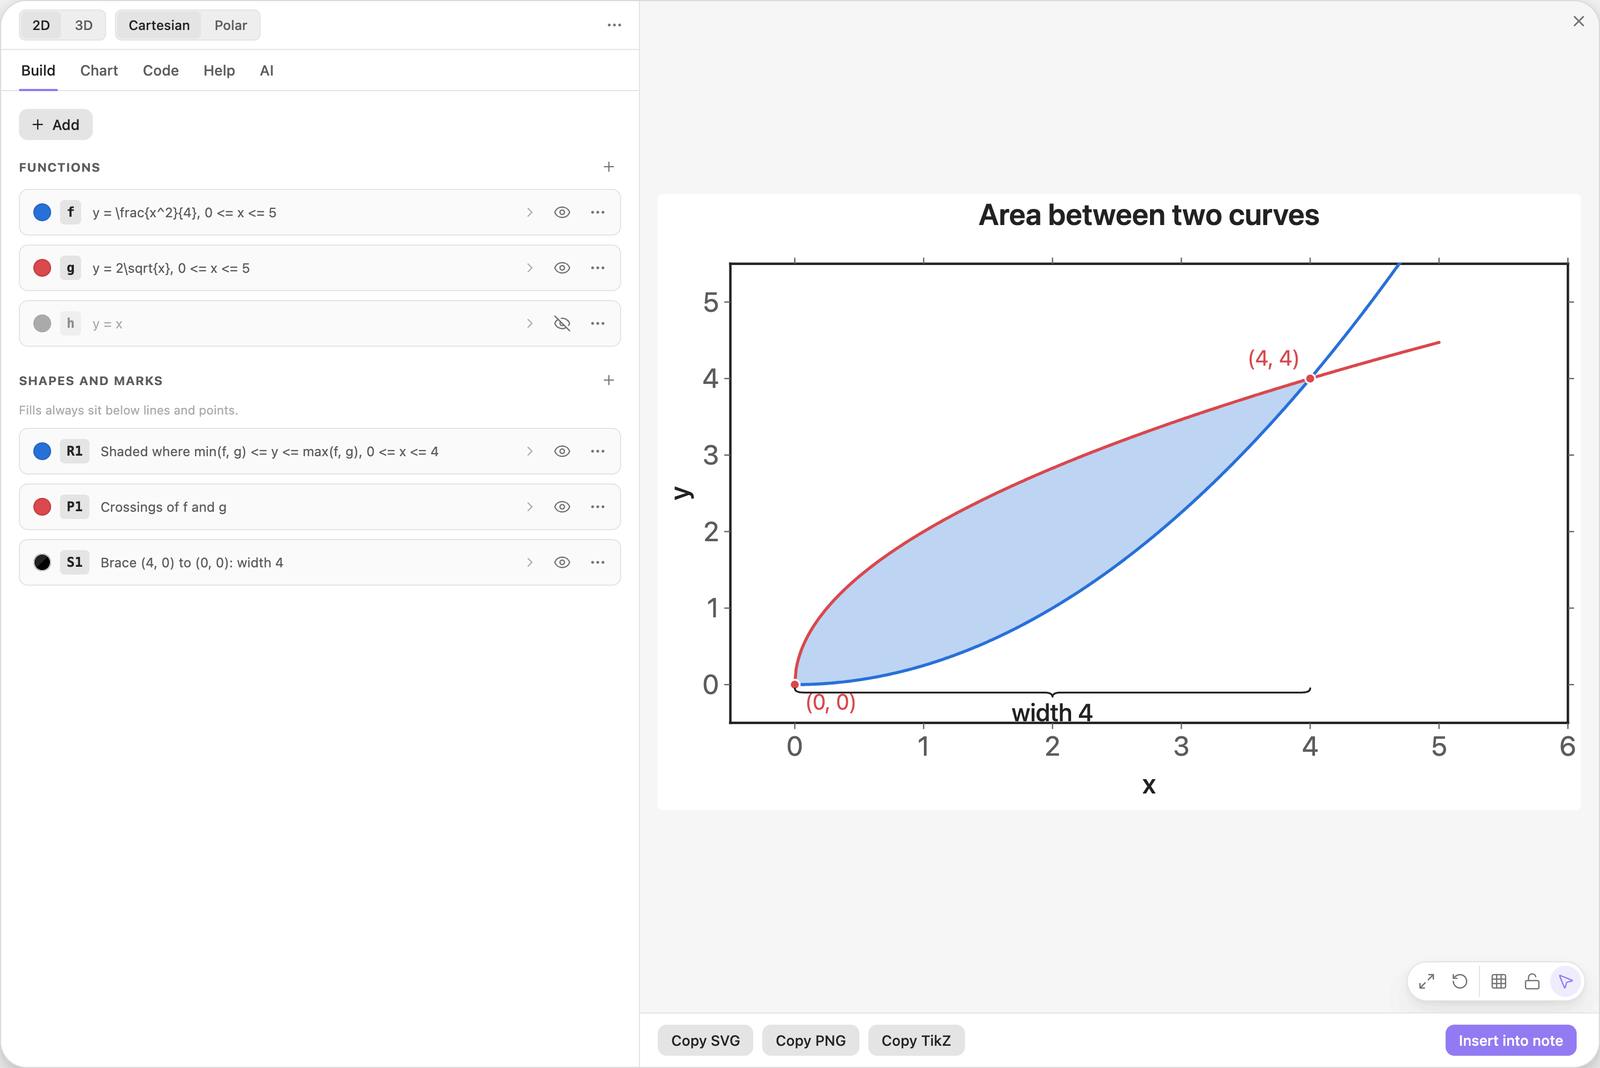 2D 3D Cartesian Polar
Build Chart Code Help AI
+ Add
FUNCTIONS
f y = \frac{x^2}{4}, 0 <= x <= 5
g y = 2\sqrt{x}, 0 <= x <= 5
h y = x
SHAPES AND MARKS
Fills always sit below lines and points.
R1 Shaded where min(f, g) <= y <= max(f, g), 0 <= x <= 4
P1 Crossings of f and g
S1 Brace (4, 0) to (0, 0): width 4
Area between two curves
5
(4, 4)
4
3
y
2
1
0
(0, 0)
width 4
0 1 2 3 4 5 6
x
Copy SVG Copy PNG Copy TikZ Insert into note